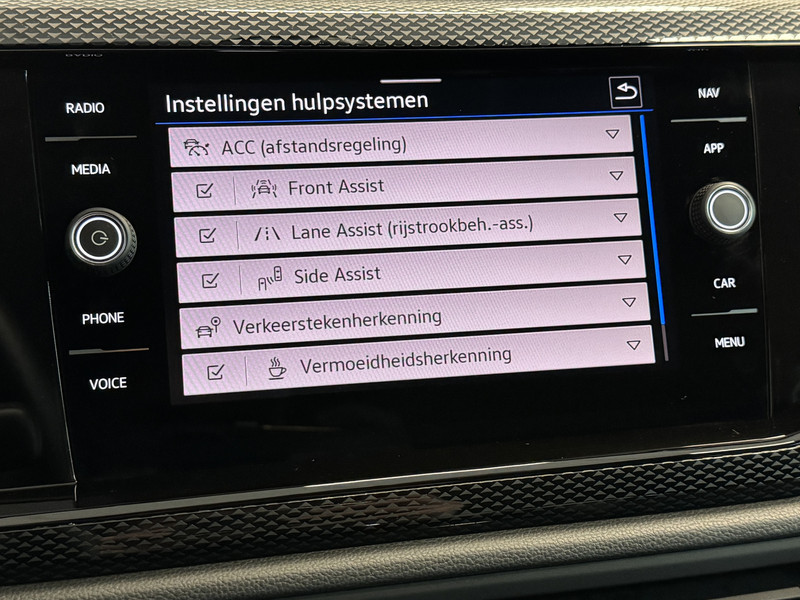 Instellingen hulpsystemen
RADIO
MEDIA
PHONE
VOICE
ACC (afstandsregeling)
Front Assist
Lane Assist (rijstrookbeh.-ass.)
Side Assist
Verkeerstekenherkenning
Vermoeidheidsherkenning
NAV
APP
CAR
MENU